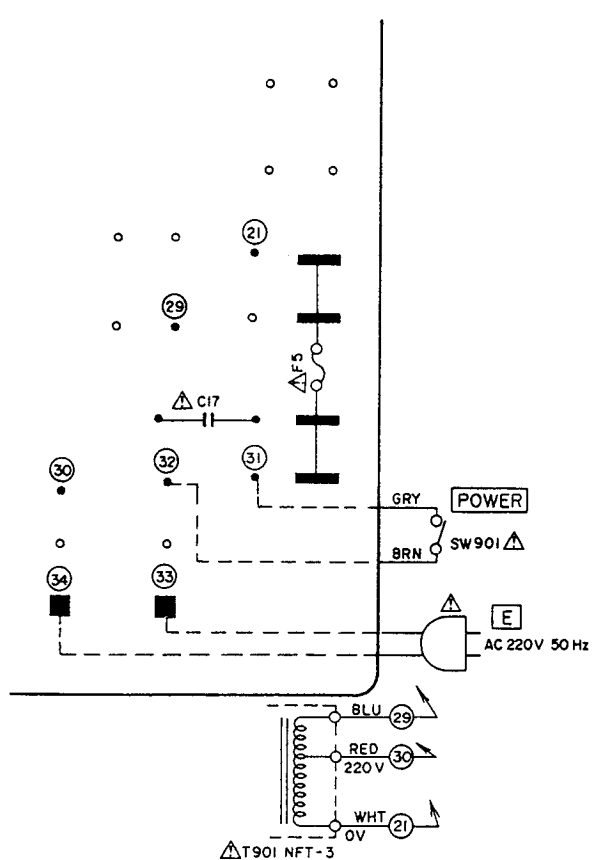 21
29
⚠ F5
⚠ C17
30
32
31
GRY
POWER
BRN
SW901 ⚠
34
33
⚠
E
AC 220V 50 Hz
BLU 29
RED 30
220 V
WHT 21
0V
⚠ T901 NFT-3